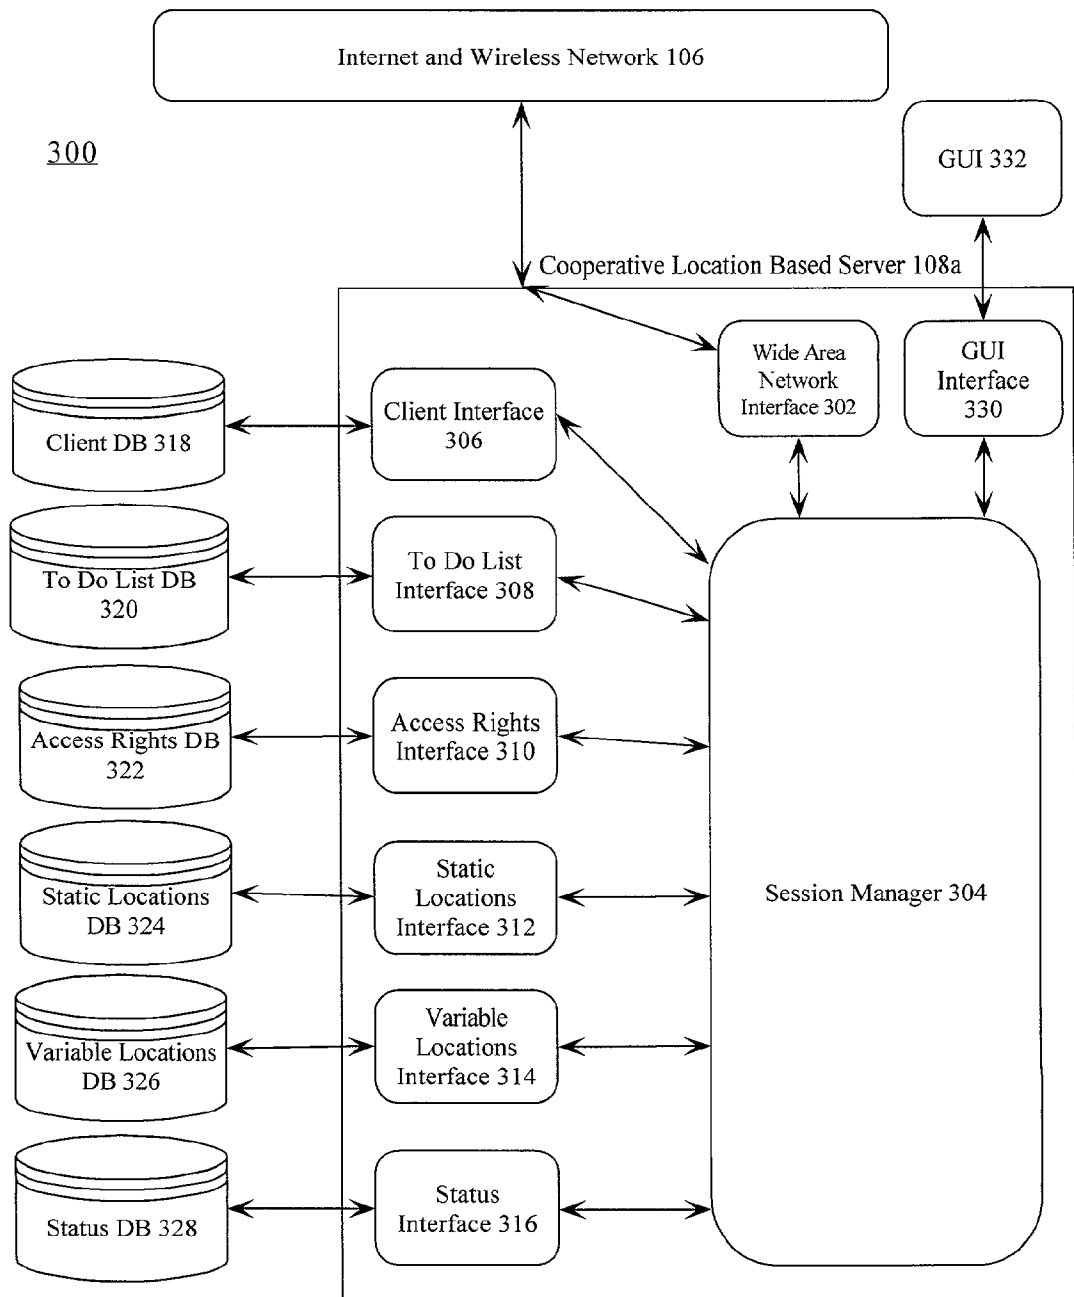 Internet and Wireless Network 106
300
GUI 332
Cooperative Location Based Server 108a
Wide Area
Network
Interface 302
GUI
Interface
330
Client DB 318
Client Interface
306
To Do List DB
320
To Do List
Interface 308
Access Rights DB
322
Access Rights
Interface 310
Static Locations
DB 324
Static
Locations
Interface 312
Session Manager 304
Variable Locations
DB 326
Variable
Locations
Interface 314
Status DB 328
Status
Interface 316